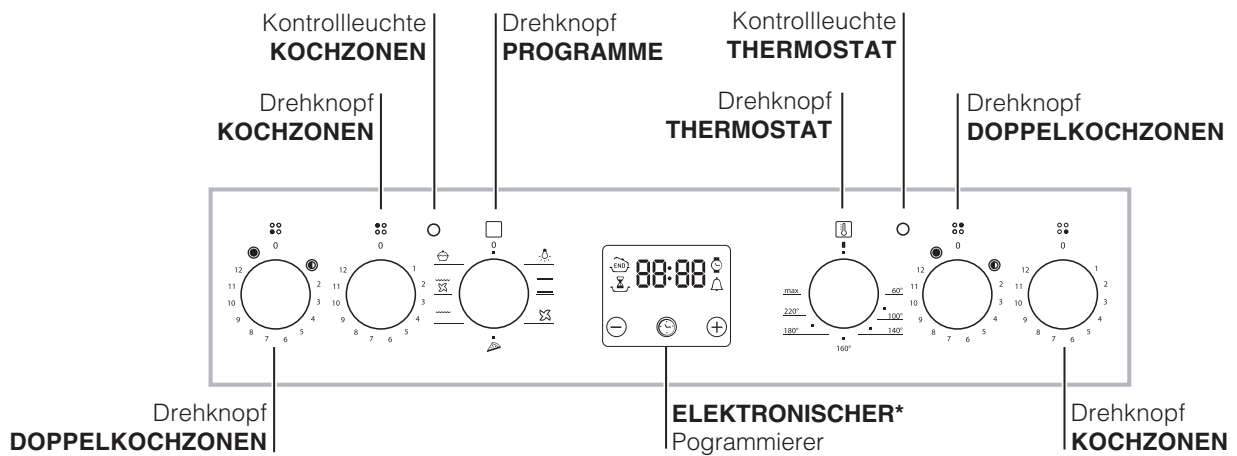 Kontrollleuchte
KOCHZONEN
Drehknopf
PROGRAMME
Kontrollleuchte
THERMOSTAT
Drehknopf
KOCHZONEN
Drehknopf
THERMOSTAT
Drehknopf
DOPPELKOCHZONEN
0
12
11
10
9
8
7
6
5
4
3
2
0
12
11
10
9
8
7
6
5
4
3
2
1
0
END
88:88
max
220°
180°
160°
140°
100°
60°
0
12
11
10
9
8
7
6
5
4
3
2
0
12
11
10
9
8
7
6
5
4
3
2
1
Drehknopf
DOPPELKOCHZONEN
ELEKTRONISCHER*
Pogrammierer
Drehknopf
KOCHZONEN